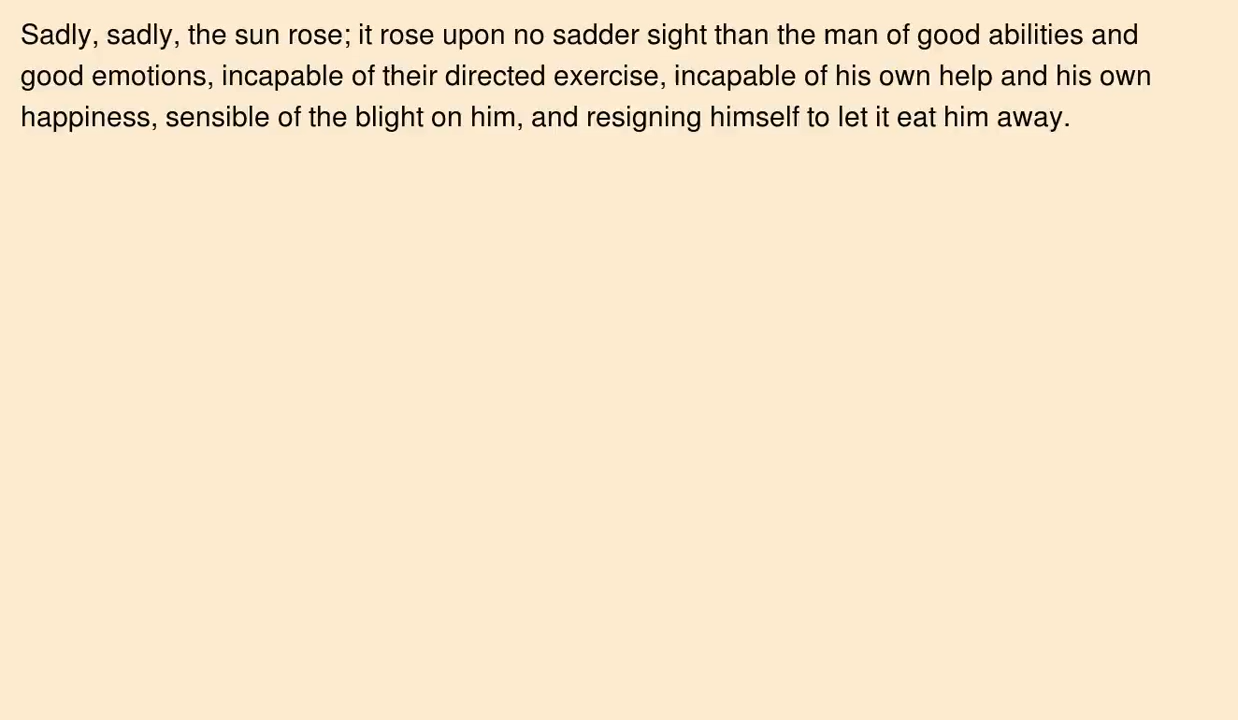 Sadly, sadly, the sun rose; it rose upon no sadder sight than the man of good abilities and
good emotions, incapable of their directed exercise, incapable of his own help and his own
happiness, sensible of the blight on him, and resigning himself to let it eat him away.